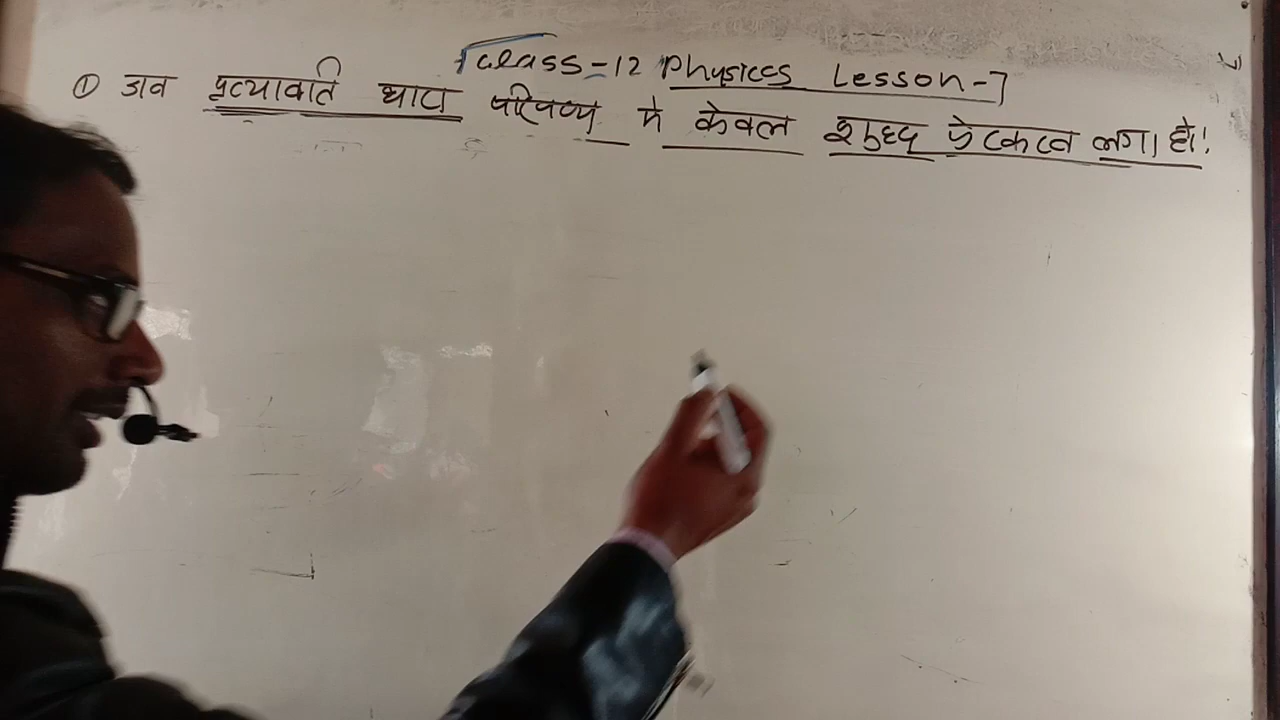 Class-12 Physics Lesson-7
① जब प्रत्यावर्ति धारा परिपथ मे केवल शुद्ध प्रेरकत्व लगा हो!